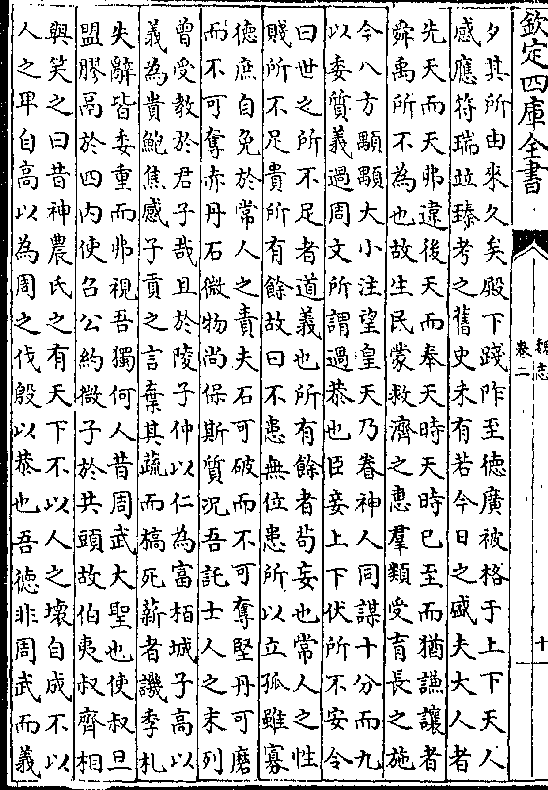 欽定四庫全書
魏志
卷二
十
夕其所由來久矣殿下踐阼至德廣被格于上下天人
感應符瑞竝臻考之舊史未有若今日之盛夫大人者
先天而天弗違後天而奉天時天時已至而猶謙讓者
舜禹所不為也故生民蒙救濟之惠羣類受育長之施
今八方顒顒大小注望皇天乃眷神人同謀十分而九
以委質義過周文所謂過恭也臣妾上下伏所不安令
曰世之所不足者道義也所有餘者苟妄也常人之性
賤所不足貴所有餘故曰不患無位患所以立孤雖寡
德庶自免於常人之責夫石可破而不可奪堅丹可磨
而不可奪赤丹石微物尚保斯質況吾託士人之末列
曾受教於君子哉且於陵子仲以仁為富栢城子高以
義為貴鮑焦感子貢之言棄其蔬而槁死薪者譏季札
失辭皆委重而弗視吾獨何人昔周武大聖也使叔旦
盟膠鬲於四內使召公約微子於共頭故伯夷叔齊相
與笑之曰昔神農氏之有天下不以人之壞自成不以
人之卑自高以為周之伐殷以恭也吾德非周武而義